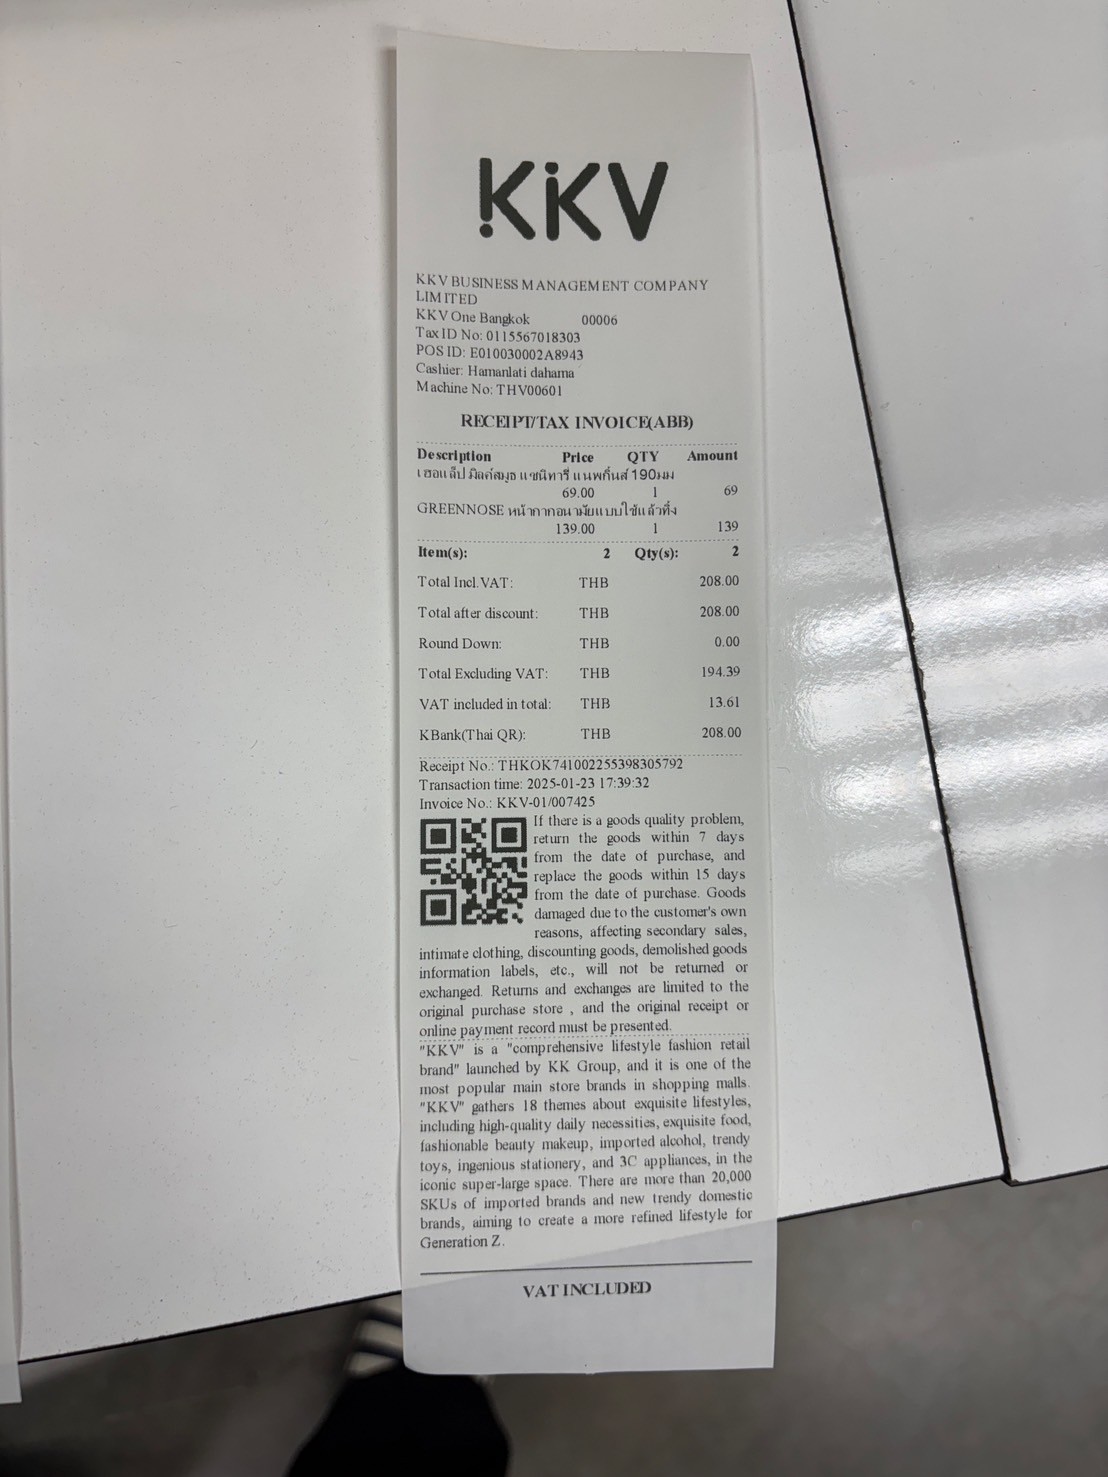 KKV
KKV BUSINESS MANAGEMENT COMPANY
LIMITED
KKV One Bangkok 00006
Tax ID No: 0115567018303
POS ID: E010030002A8943
Cashier: Hamanlati dahama
Machine No: THV00601
RECEIPT/TAX INVOICE(ABB)
Description Price QTY Amount
เฮอแล็ป มิลค์สมูธ แซนิทารี่ แนพกิ้นส์ 190มม
69.00 1 69
GREENNOSE หน้ากากอนามัยแบบใช้แล้วทิ้ง
139.00 1 139
Item(s): 2 Qty(s): 2
Total Incl.VAT: THB 208.00
Total after discount: THB 208.00
Round Down: THB 0.00
Total Excluding VAT: THB 194.39
VAT included in total: THB 13.61
KBank(Thai QR): THB 208.00
Receipt No.: THKOK741002255398305792
Transaction time: 2025-01-23 17:39:32
Invoice No.: KKV-01/007425
If there is a goods quality problem,
return the goods within 7 days
from the date of purchase, and
replace the goods within 15 days
from the date of purchase. Goods
damaged due to the customer's own
reasons, affecting secondary sales,
intimate clothing, discounting goods, demolished goods
information labels, etc., will not be returned or
exchanged. Returns and exchanges are limited to the
original purchase store , and the original receipt or
online payment record must be presented.
"KKV" is a "comprehensive lifestyle fashion retail
brand" launched by KK Group, and it is one of the
most popular main store brands in shopping malls.
"KKV" gathers 18 themes about exquisite lifestyles,
including high-quality daily necessities, exquisite food,
fashionable beauty makeup, imported alcohol, trendy
toys, ingenious stationery, and 3C appliances, in the
iconic super-large space. There are more than 20,000
SKUs of imported brands and new trendy domestic
brands, aiming to create a more refined lifestyle for
Generation Z.
VAT INCLUDED